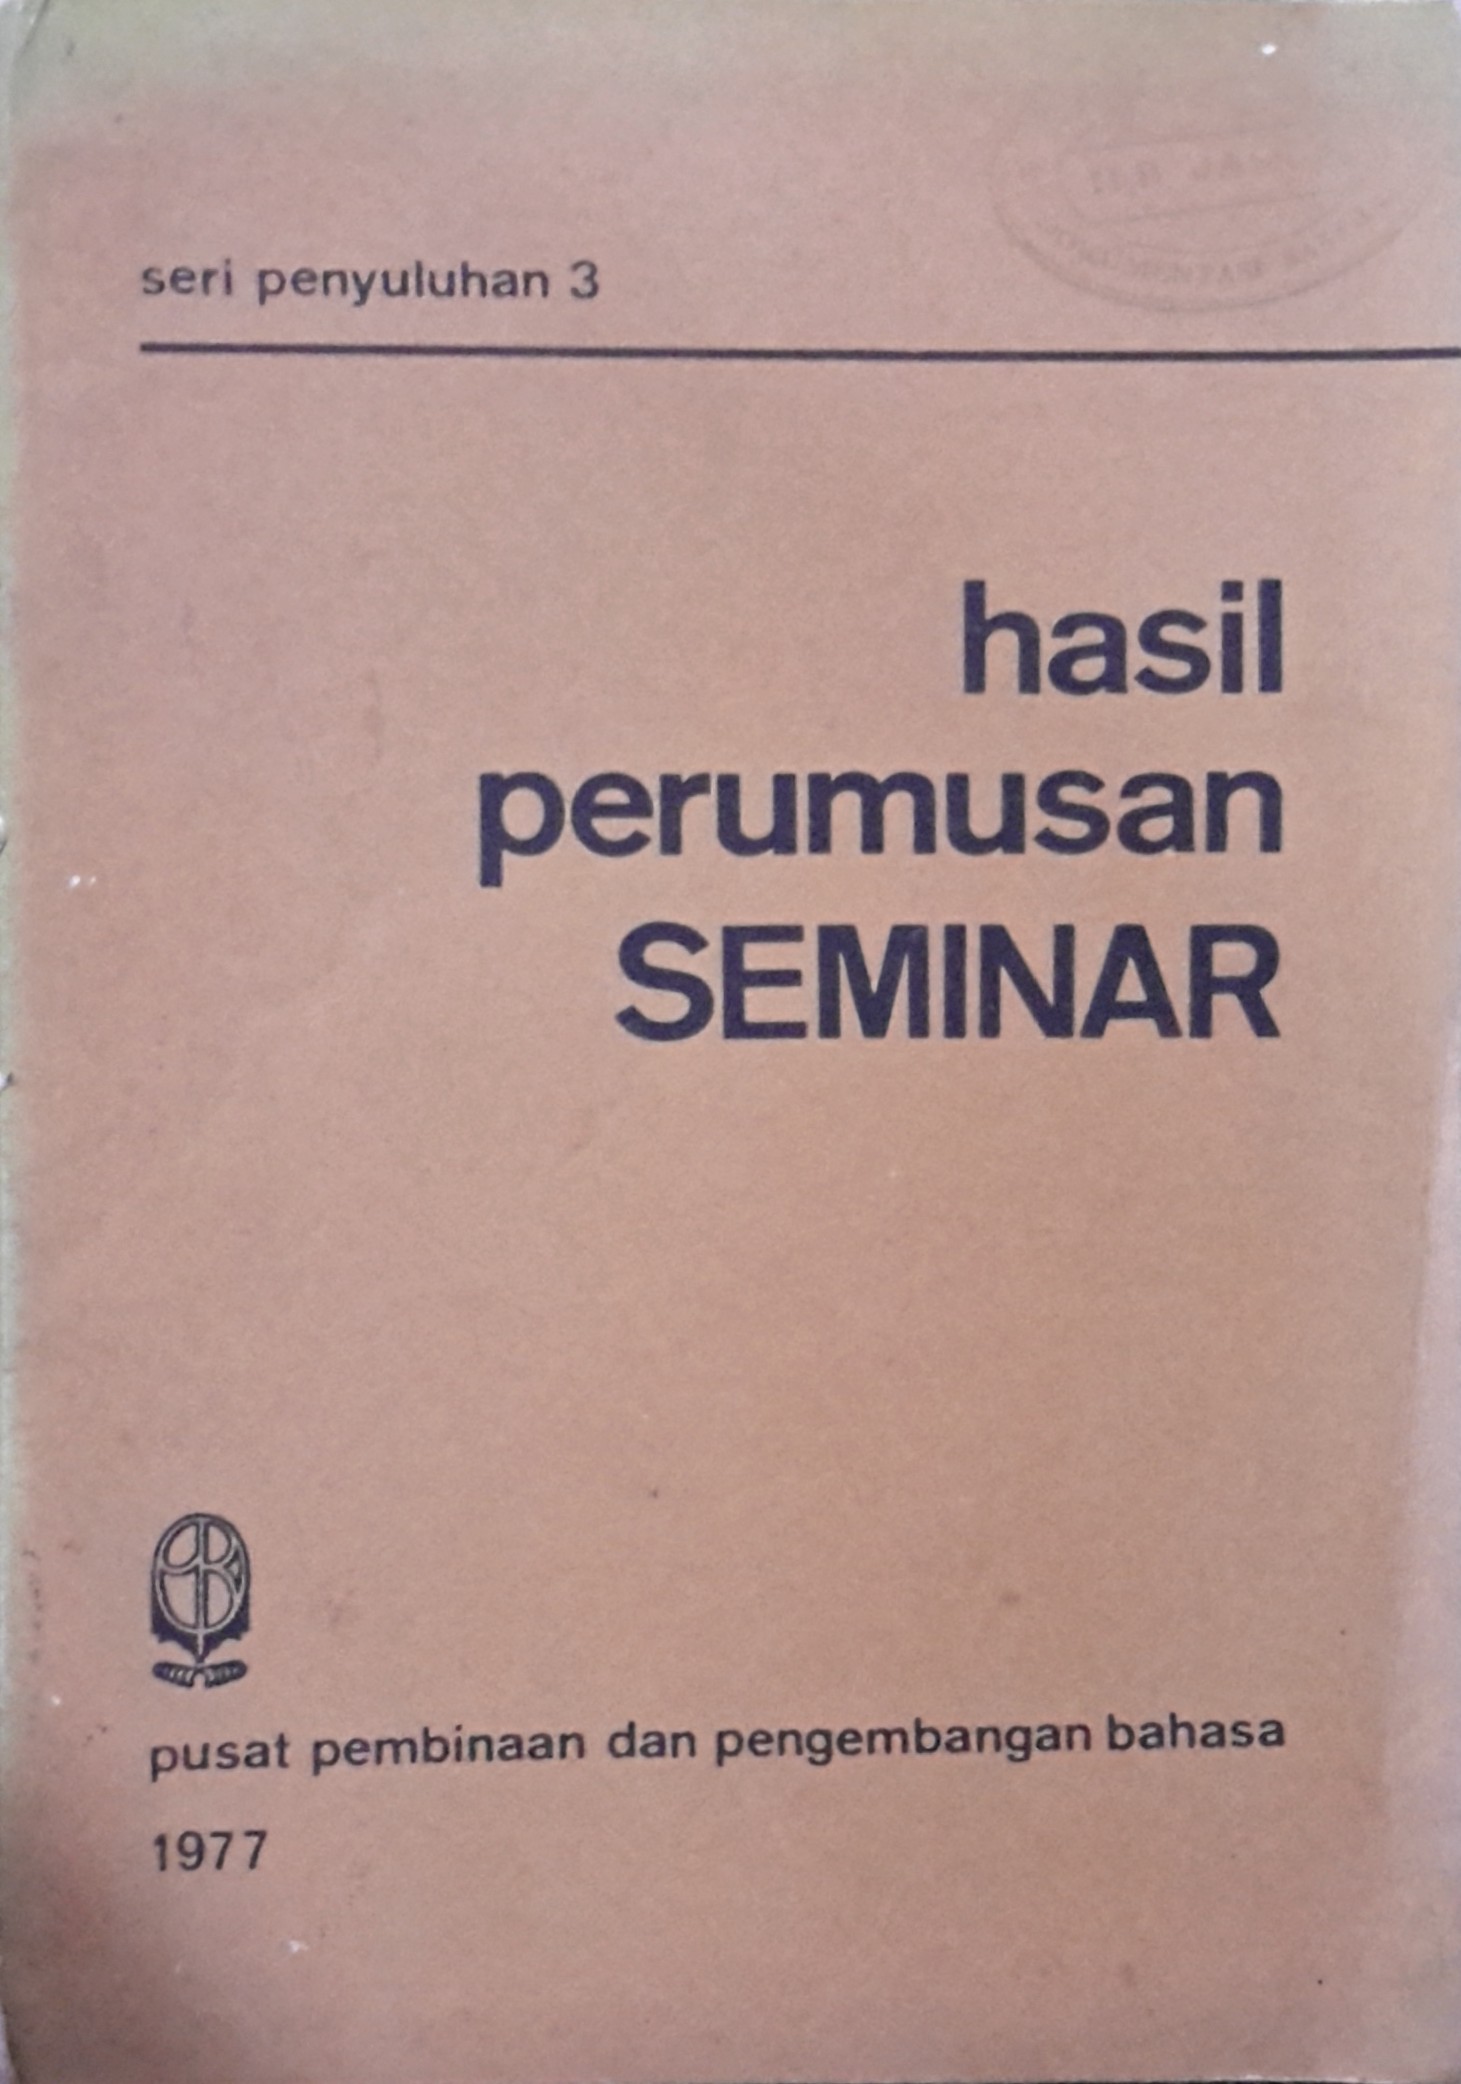 seri penyuluhan 3
hasil
perumusan
SEMINAR
pusat pembinaan dan pengembangan bahasa
1977